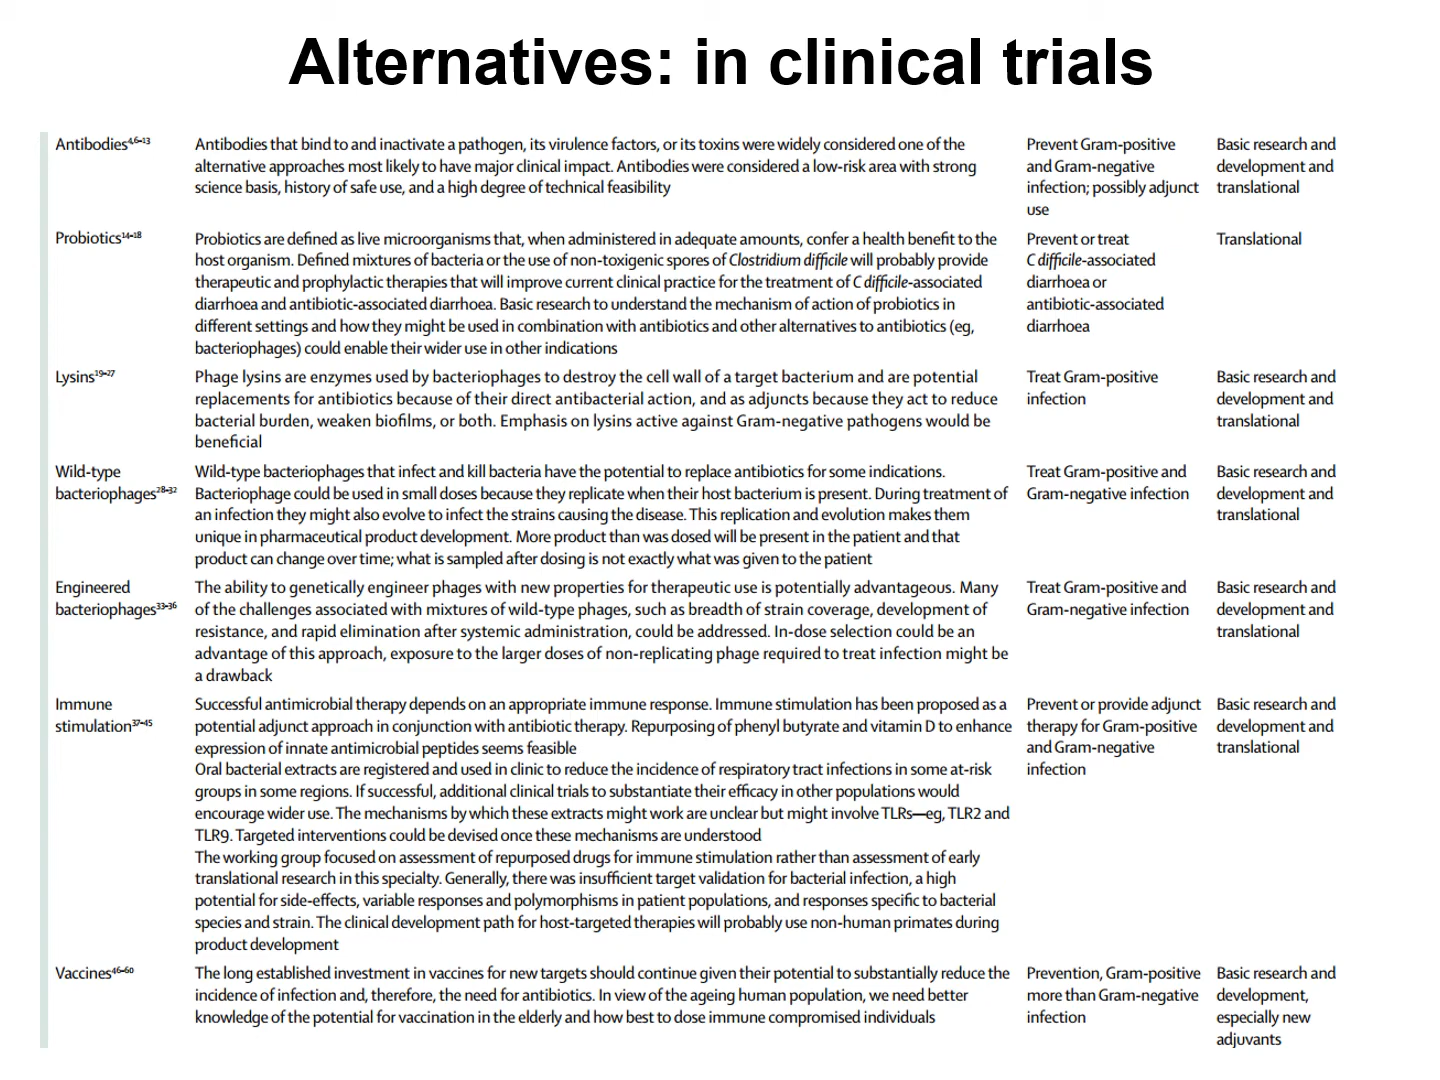 Alternatives: in clinical trials
Antibodies4,6–13
Antibodies that bind to and inactivate a pathogen, its virulence factors, or its toxins were widely considered one of the
alternative approaches most likely to have major clinical impact. Antibodies were considered a low-risk area with strong
science basis, history of safe use, and a high degree of technical feasibility
Prevent Gram-positive
and Gram-negative
infection; possibly adjunct
use
Basic research and
development and
translational
Probiotics14–18
Probiotics are defined as live microorganisms that, when administered in adequate amounts, confer a health benefit to the
host organism. Defined mixtures of bacteria or the use of non-toxigenic spores of Clostridium difficile will probably provide
therapeutic and prophylactic therapies that will improve current clinical practice for the treatment of C difficile-associated
diarrhoea and antibiotic-associated diarrhoea. Basic research to understand the mechanism of action of probiotics in
different settings and how they might be used in combination with antibiotics and other alternatives to antibiotics (eg,
bacteriophages) could enable their wider use in other indications
Prevent or treat
C difficile-associated
diarrhoea or
antibiotic-associated
diarrhoea
Translational
Lysins19–27
Phage lysins are enzymes used by bacteriophages to destroy the cell wall of a target bacterium and are potential
replacements for antibiotics because of their direct antibacterial action, and as adjuncts because they act to reduce
bacterial burden, weaken biofilms, or both. Emphasis on lysins active against Gram-negative pathogens would be
beneficial
Treat Gram-positive
infection
Basic research and
development and
translational
Wild-type
bacteriophages28–32
Wild-type bacteriophages that infect and kill bacteria have the potential to replace antibiotics for some indications.
Bacteriophage could be used in small doses because they replicate when their host bacterium is present. During treatment of
an infection they might also evolve to infect the strains causing the disease. This replication and evolution makes them
unique in pharmaceutical product development. More product than was dosed will be present in the patient and that
product can change over time; what is sampled after dosing is not exactly what was given to the patient
Treat Gram-positive and
Gram-negative infection
Basic research and
development and
translational
Engineered
bacteriophages33–36
The ability to genetically engineer phages with new properties for therapeutic use is potentially advantageous. Many
of the challenges associated with mixtures of wild-type phages, such as breadth of strain coverage, development of
resistance, and rapid elimination after systemic administration, could be addressed. In-dose selection could be an
advantage of this approach, exposure to the larger doses of non-replicating phage required to treat infection might be
a drawback
Treat Gram-positive and
Gram-negative infection
Basic research and
development and
translational
Immune
stimulation37–45
Successful antimicrobial therapy depends on an appropriate immune response. Immune stimulation has been proposed as a
potential adjunct approach in conjunction with antibiotic therapy. Repurposing of phenyl butyrate and vitamin D to enhance
expression of innate antimicrobial peptides seems feasible
Oral bacterial extracts are registered and used in clinic to reduce the incidence of respiratory tract infections in some at-risk
groups in some regions. If successful, additional clinical trials to substantiate their efficacy in other populations would
encourage wider use. The mechanisms by which these extracts might work are unclear but might involve TLRs—eg, TLR2 and
TLR9. Targeted interventions could be devised once these mechanisms are understood
The working group focused on assessment of repurposed drugs for immune stimulation rather than assessment of early
translational research in this specialty. Generally, there was insufficient target validation for bacterial infection, a high
potential for side-effects, variable responses and polymorphisms in patient populations, and responses specific to bacterial
species and strain. The clinical development path for host-targeted therapies will probably use non-human primates during
product development
Prevent or provide adjunct
therapy for Gram-positive
and Gram-negative
infection
Basic research and
development and
translational
Vaccines46–60
The long established investment in vaccines for new targets should continue given their potential to substantially reduce the
incidence of infection and, therefore, the need for antibiotics. In view of the ageing human population, we need better
knowledge of the potential for vaccination in the elderly and how best to dose immune compromised individuals
Prevention, Gram-positive
more than Gram-negative
infection
Basic research and
development,
especially new
adjuvants